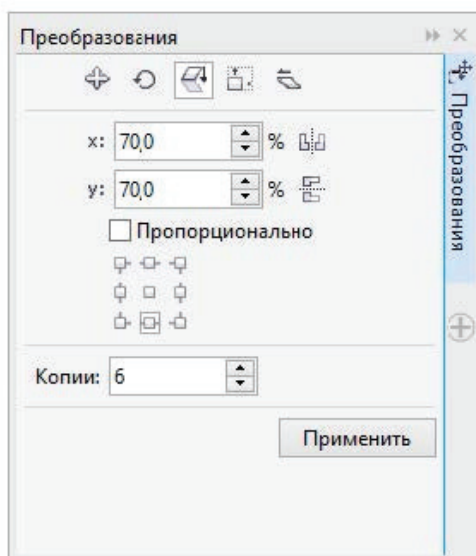 Преобразования
x: 70,0 %
y: 70,0 %
Пропорционально
Копии: 6
Применить
Преобразования